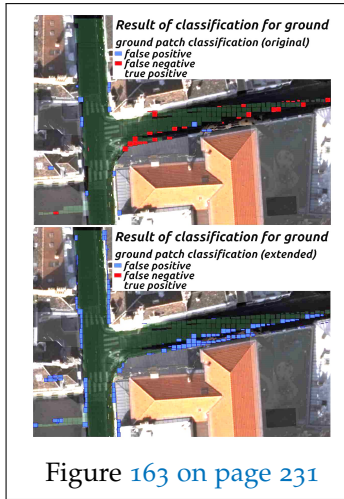 Result of classification for ground
ground patch classification (original)
false positive
false negative
true positive
Result of classification for ground
ground patch classification (extended)
false positive
false negative
true positive
Figure 163 on page 231